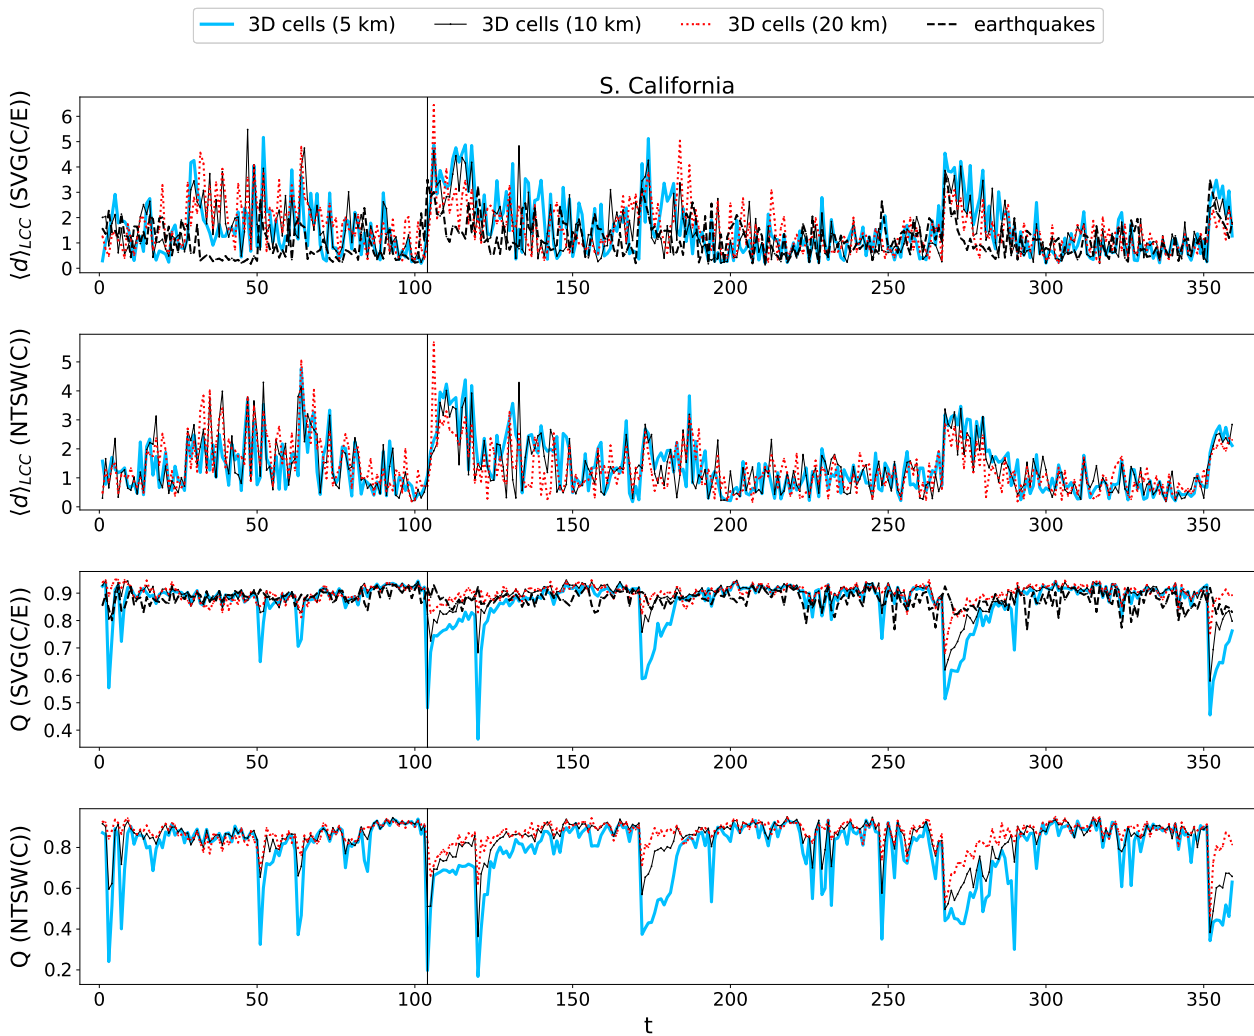 3D cells (5 km) 3D cells (10 km) 3D cells (20 km) earthquakes
S. California
⟨d⟩LCC (SVG(C/E))
6
5
4
3
2
1
0
0 50 100 150 200 250 300 350
⟨d⟩LCC (NTSW(C))
5
4
3
2
1
0
0 50 100 150 200 250 300 350
Q (SVG(C/E))
0.9
0.8
0.7
0.6
0.5
0.4
0 50 100 150 200 250 300 350
Q (NTSW(C))
0.8
0.6
0.4
0.2
0 50 100 150 200 250 300 350
t